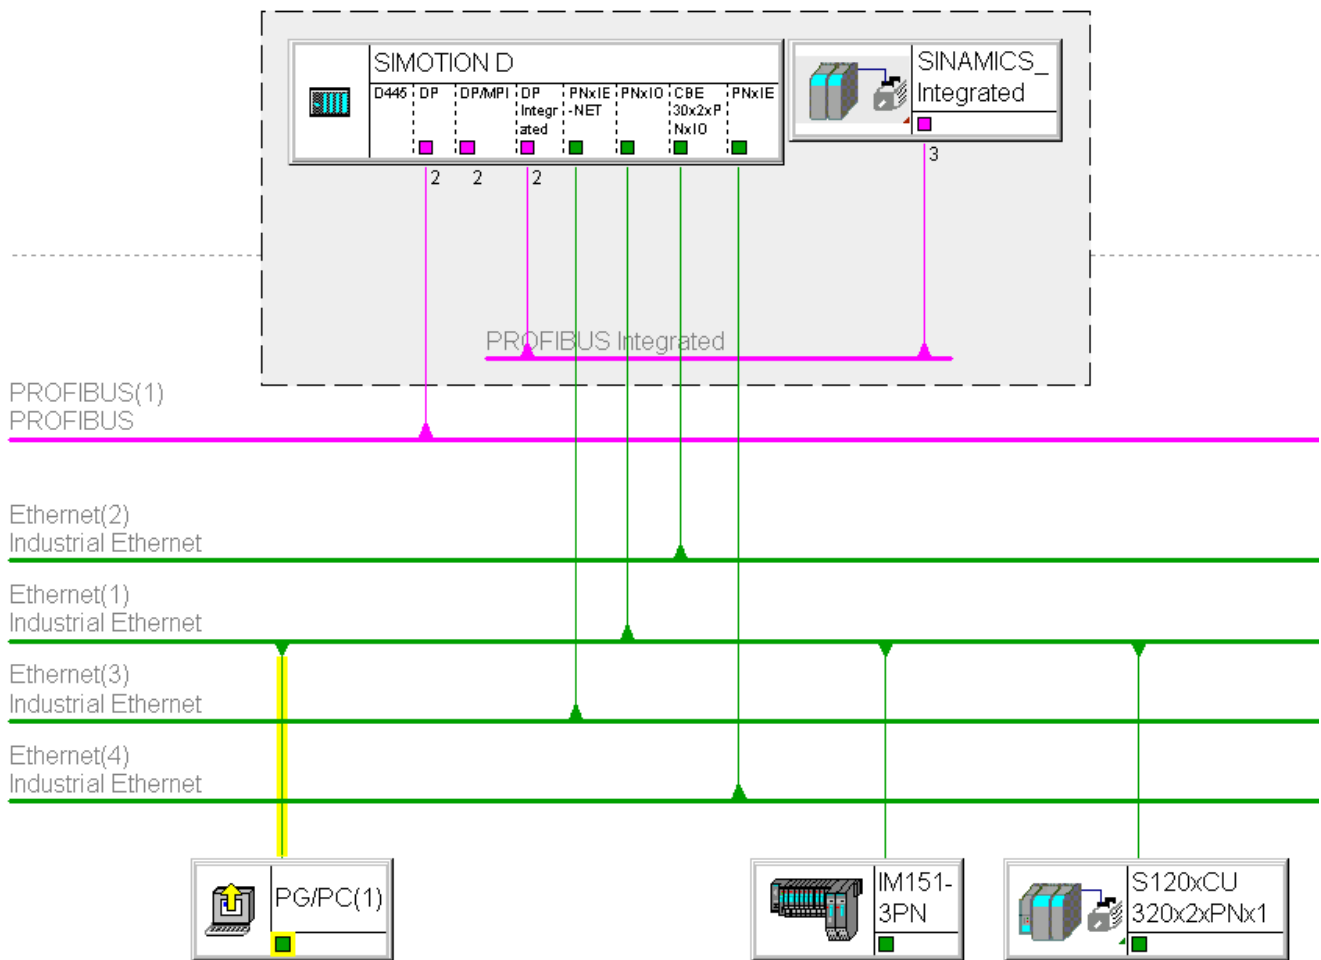 SIMOTION D
D445 DP DP/MPI DP PNxIE PNxIO CBE PNxIE
Integr -NET 30x2xP
ated NxIO
2 2 2
SINAMICS_
Integrated
3
PROFIBUS Integrated
PROFIBUS(1)
PROFIBUS
Ethernet(2)
Industrial Ethernet
Ethernet(1)
Industrial Ethernet
Ethernet(3)
Industrial Ethernet
Ethernet(4)
Industrial Ethernet
PG/PC(1)
IM151-
3PN
S120xCU
320x2xPNx1